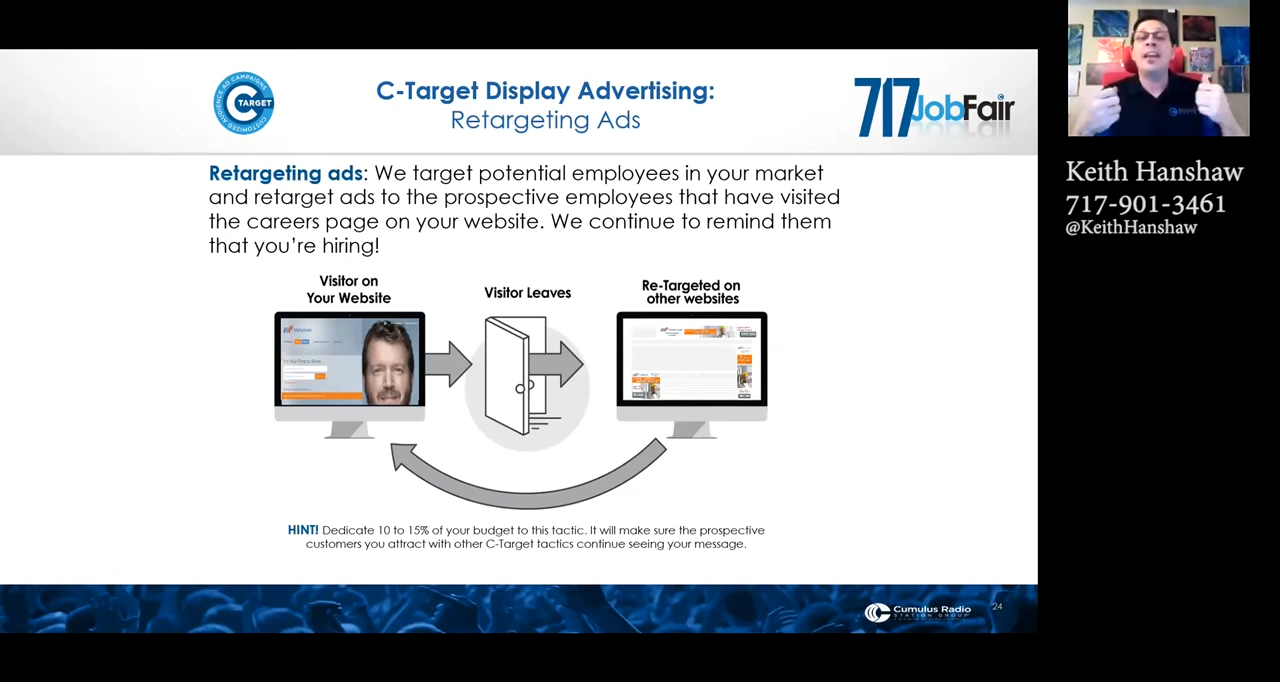 CUSTOMIZED AUDIENCE AD CAMPAIGNS
C TARGET
C-Target Display Advertising:
Retargeting Ads
717JobFair
Retargeting ads: We target potential employees in your market
and retarget ads to the prospective employees that have visited
the careers page on your website. We continue to remind them
that you’re hiring!
Visitor on
Your Website
Visitor Leaves
Re-Targeted on
other websites
Manpower
HINT! Dedicate 10 to 15% of your budget to this tactic. It will make sure the prospective
customers you attract with other C-Target tactics continue seeing your message.
Cumulus Radio
STATION GROUP
24
Keith Hanshaw
717-901-3461
@KeithHanshaw